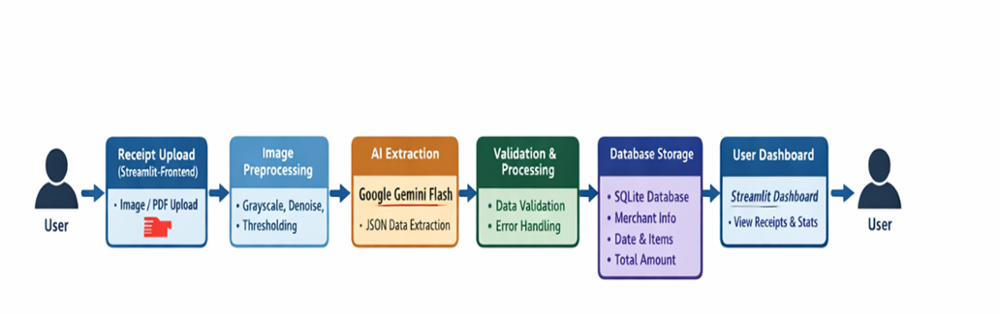 User
Receipt Upload
(Streamlit-Frontend)
• Image / PDF Upload
Image
Preprocessing
• Grayscale, Denoise,
• Thresholding
AI Extraction
Google Gemini Flash
• JSON Data Extraction
Validation &
Processing
• Data Validation
• Error Handling
Database Storage
• SQLite Database
• Merchant Info
• Date & Items
• Total Amount
User Dashboard
Streamlit Dashboard
• View Receipts & Stats
User